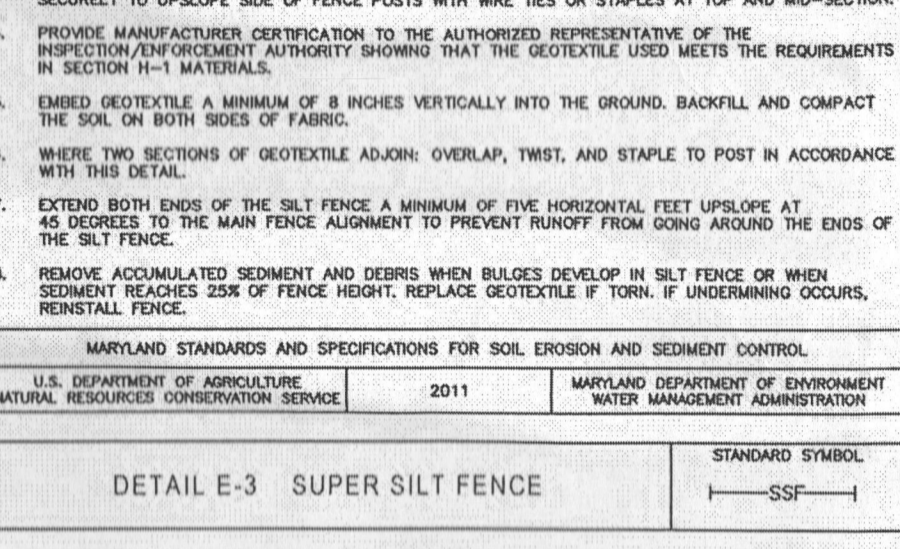 SECURELY TO UPSLOPE SIDE OF FENCE POSTS WITH WIRE TIES OR STAPLES AT TOP AND MID-SECTION.
PROVIDE MANUFACTURER CERTIFICATION TO THE AUTHORIZED REPRESENTATIVE OF THE
INSPECTION/ENFORCEMENT AUTHORITY SHOWING THAT THE GEOTEXTILE USED MEETS THE REQUIREMENTS
IN SECTION H-1 MATERIALS.
EMBED GEOTEXTILE A MINIMUM OF 8 INCHES VERTICALLY INTO THE GROUND. BACKFILL AND COMPACT
THE SOIL ON BOTH SIDES OF FABRIC.
WHERE TWO SECTIONS OF GEOTEXTILE ADJOIN: OVERLAP, TWIST, AND STAPLE TO POST IN ACCORDANCE
WITH THIS DETAIL.
EXTEND BOTH ENDS OF THE SILT FENCE A MINIMUM OF FIVE HORIZONTAL FEET UPSLOPE AT
45 DEGREES TO THE MAIN FENCE ALIGNMENT TO PREVENT RUNOFF FROM GOING AROUND THE ENDS OF
THE SILT FENCE.
REMOVE ACCUMULATED SEDIMENT AND DEBRIS WHEN BULGES DEVELOP IN SILT FENCE OR WHEN
SEDIMENT REACHES 25% OF FENCE HEIGHT. REPLACE GEOTEXTILE IF TORN. IF UNDERMINING OCCURS,
REINSTALL FENCE.
MARYLAND STANDARDS AND SPECIFICATIONS FOR SOIL EROSION AND SEDIMENT CONTROL
U.S. DEPARTMENT OF AGRICULTURE
NATURAL RESOURCES CONSERVATION SERVICE
2011
MARYLAND DEPARTMENT OF ENVIRONMENT
WATER MANAGEMENT ADMINISTRATION
DETAIL E-3 SUPER SILT FENCE
STANDARD SYMBOL
SSF